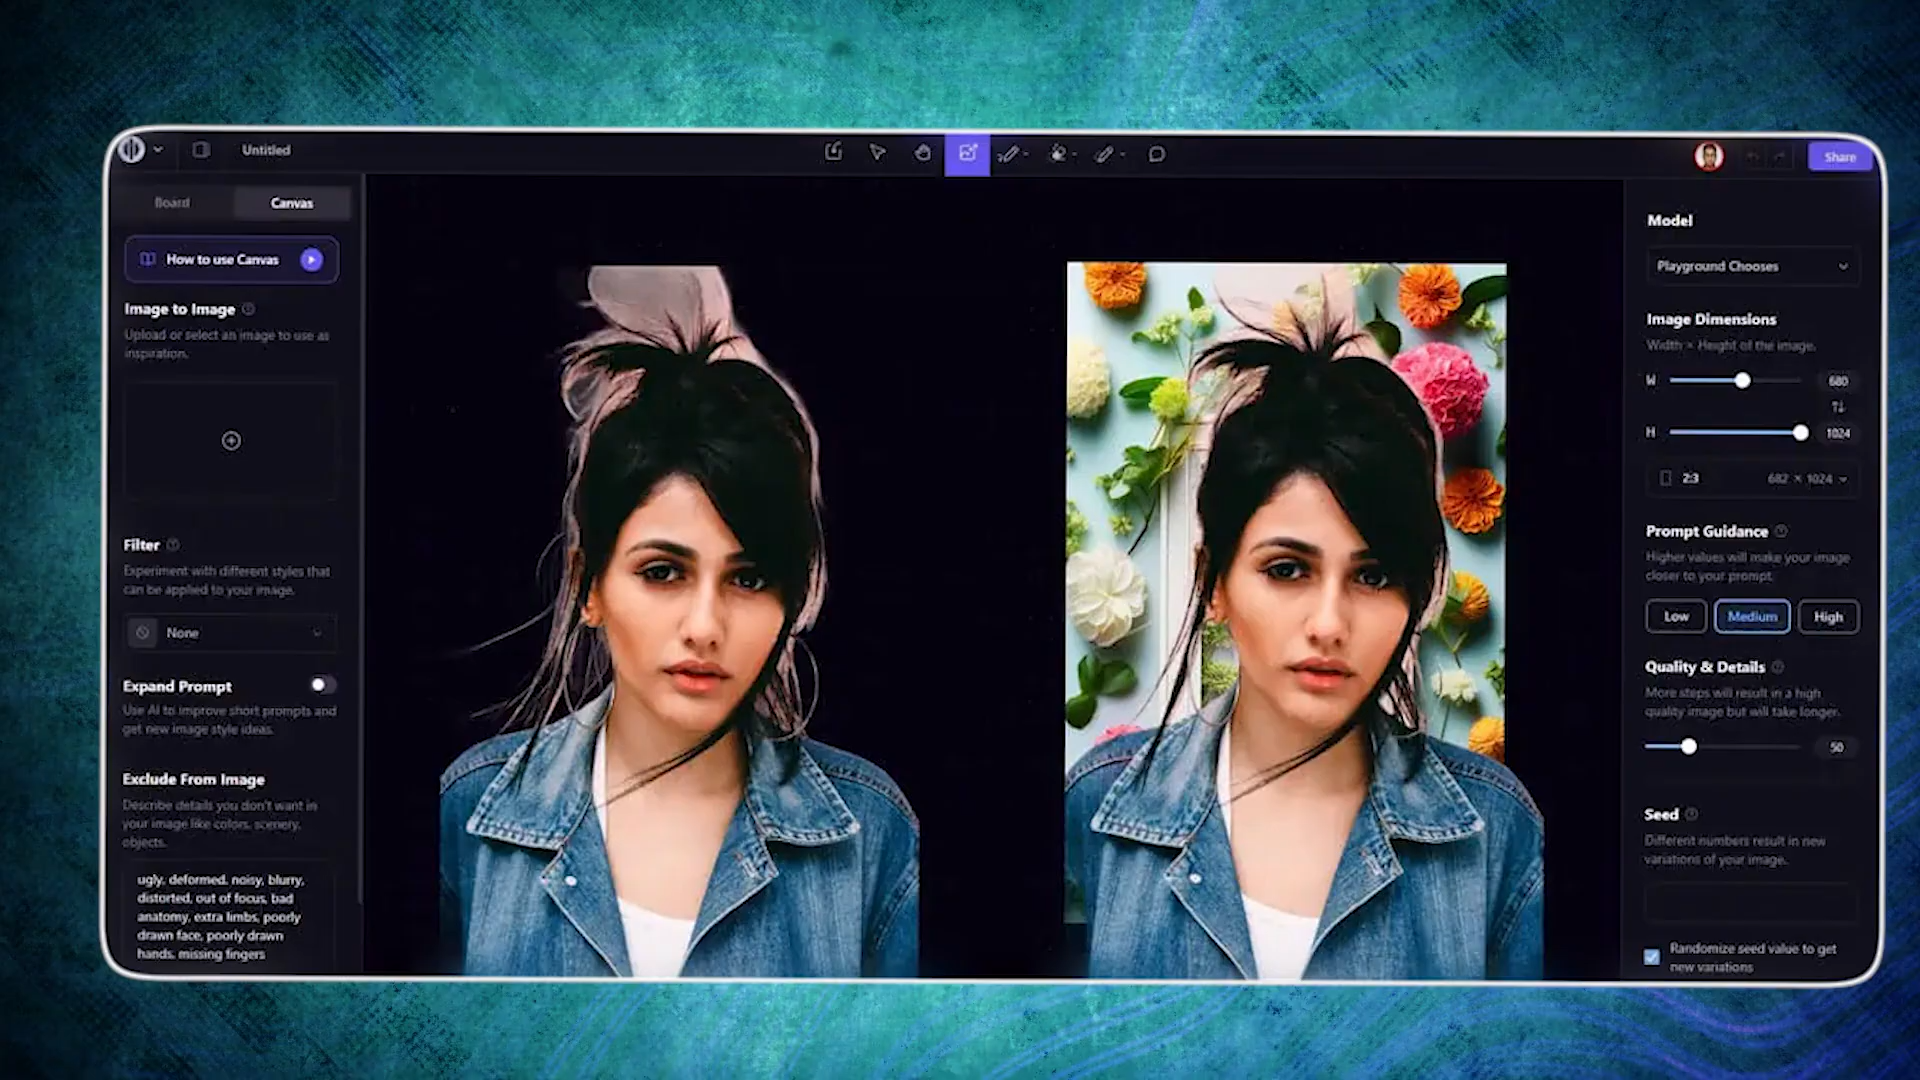 Untitled
Share
Board
Canvas
How to use Canvas
Image to Image
Upload or select an image to use as
inspiration.
Filter
Experiment with different styles that
can be applied to your image.
None
Expand Prompt
Use AI to improve short prompts and
get new image style ideas.
Exclude From Image
Describe details you don't want in
your image like colors, scenery,
objects.
ugly, deformed, noisy, blurry,
distorted, out of focus, bad
anatomy, extra limbs, poorly
drawn face, poorly drawn
hands, missing fingers
Model
Playground Chooses
Image Dimensions
Width × Height of the image.
W 680
H 1024
2:3 682 × 1024
Prompt Guidance
Higher values will make your image
closer to your prompt.
Low Medium High
Quality & Details
More steps will result in a high
quality image but will take longer.
50
Seed
Different numbers result in new
variations of your image.
Randomize seed value to get
new variations